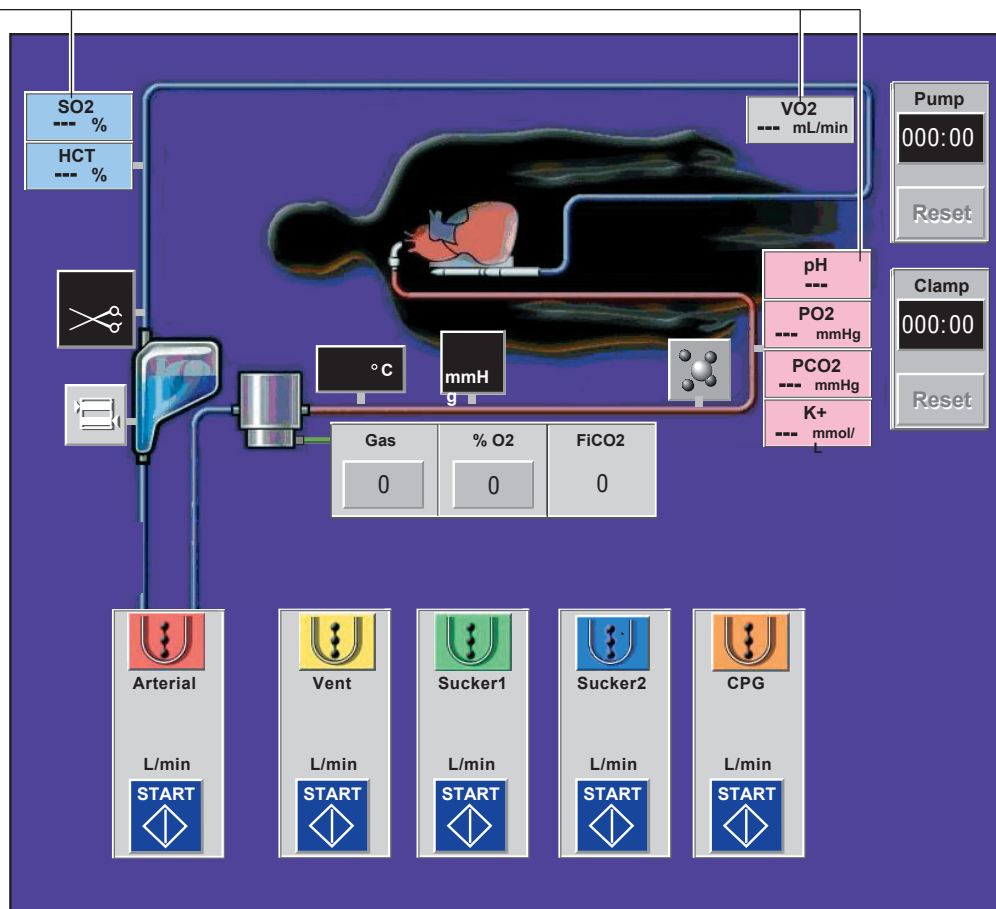 SO2
--- %
HCT
--- %
VO2
--- mL/min
Pump
000:00
Reset
pH
---
PO2
--- mmHg
PCO2
--- mmHg
K+
--- mmol/
L
Clamp
000:00
Reset
°C
mmH
g
Gas
% O2
FiCO2
0
0
0
Arterial
Vent
Sucker1
Sucker2
CPG
L/min
L/min
L/min
L/min
L/min
START
START
START
START
START